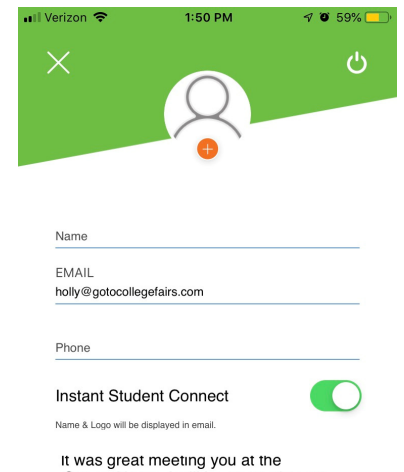 Verizon 1:50 PM 59%
Name
EMAIL
holly@gotocollegefairs.com
Phone
Instant Student Connect
Name & Logo will be displayed in email.
It was great meeting you at the